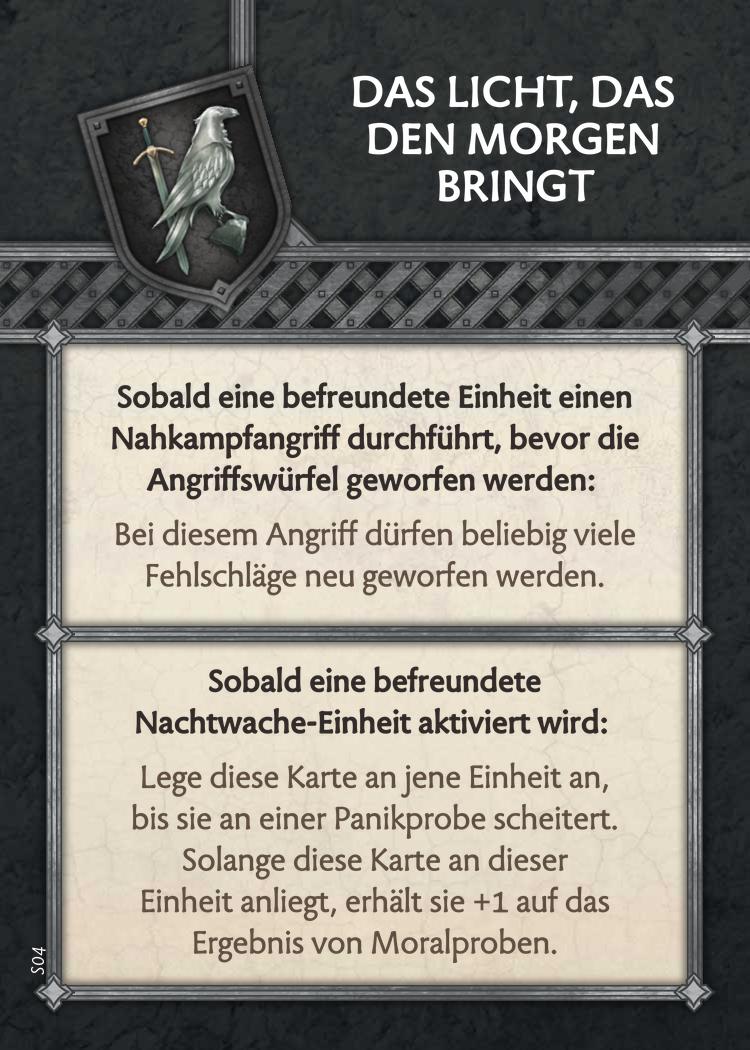 DAS LICHT, DAS
DEN MORGEN
BRINGT
Sobald eine befreundete Einheit einen
Nahkampfangriff durchführt, bevor die
Angriffswürfel geworfen werden:
Bei diesem Angriff dürfen beliebig viele
Fehlschläge neu geworfen werden.
Sobald eine befreundete
Nachtwache-Einheit aktiviert wird:
Lege diese Karte an jene Einheit an,
bis sie an einer Panikprobe scheitert.
Solange diese Karte an dieser
Einheit anliegt, erhält sie +1 auf das
Ergebnis von Moralproben.
S04